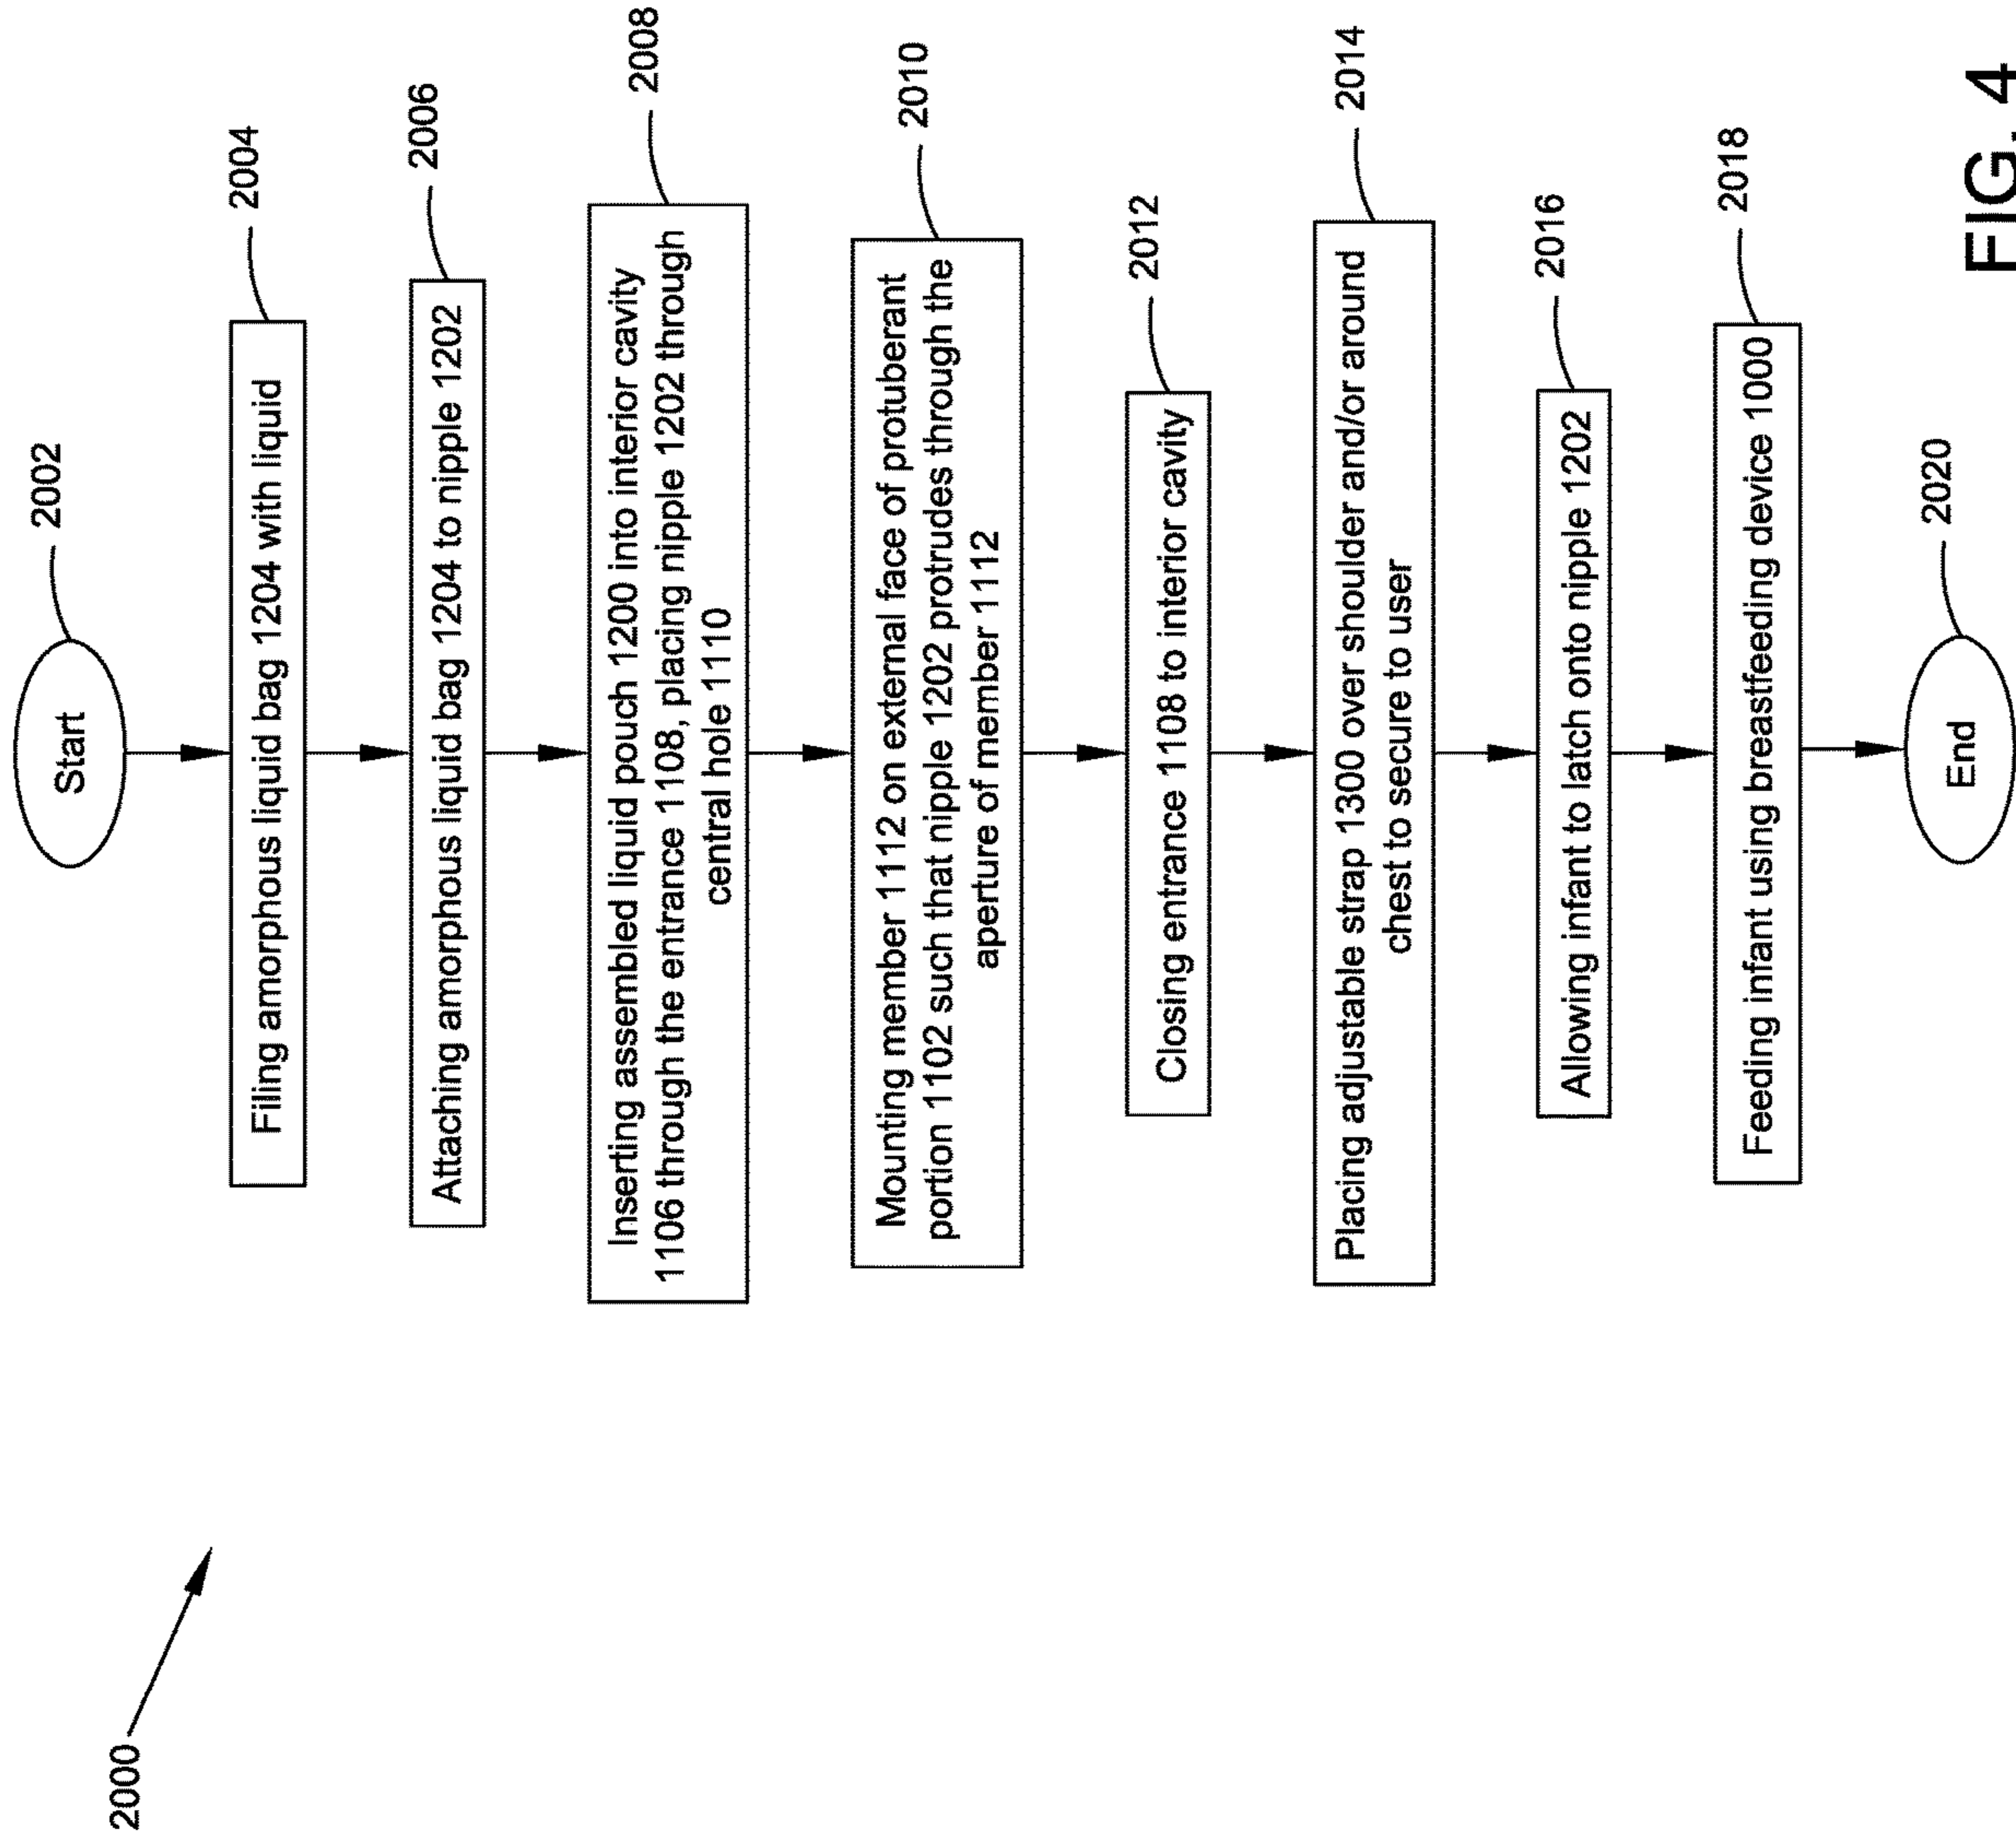 2000
Start
2002
Filing amorphous liquid bag 1204 with liquid
2004
Attaching amorphous liquid bag 1204 to nipple 1202
2006
Inserting assembled liquid pouch 1200 into interior cavity
1106 through the entrance 1108, placing nipple 1202 through
central hole 1110
2008
Mounting member 1112 on external face of protuberant
portion 1102 such that nipple 1202 protrudes through the
aperture of member 1112
2010
Closing entrance 1108 to interior cavity
2012
Placing adjustable strap 1300 over shoulder and/or around
chest to secure to user
2014
Allowing infant to latch onto nipple 1202
2016
Feeding infant using breastfeeding device 1000
2018
End
2020
FIG. 4